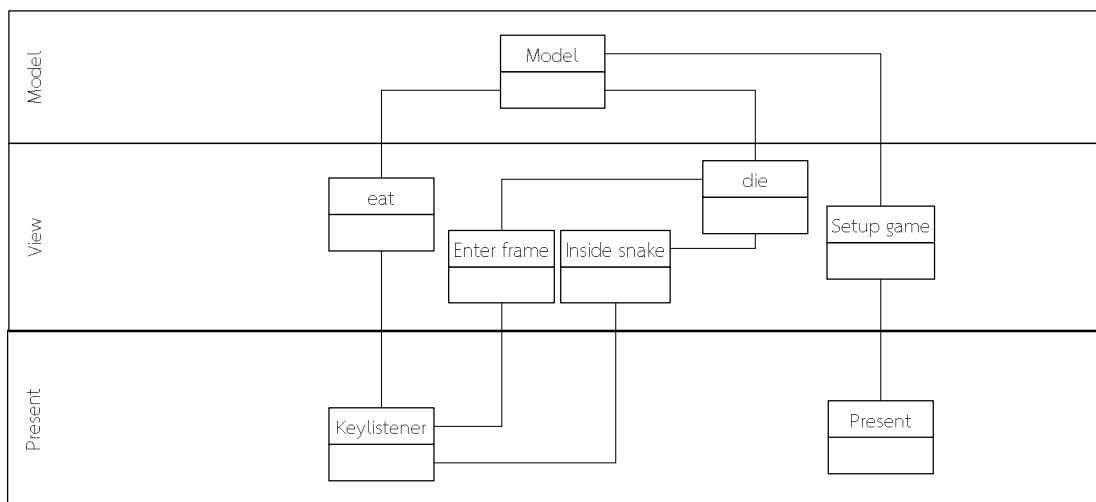 Model
Model
View
die
eat
Setup game
Enter frame
Inside snake
Present
Keylistener
Present